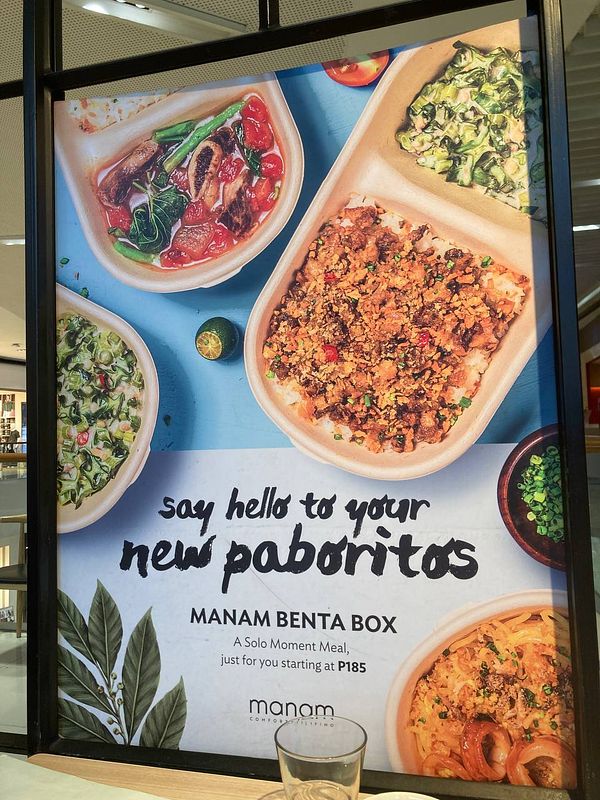 say hello to your
new paboritos
MANAM BENTA BOX
A Solo Moment Meal,
just for you starting at P185
manam